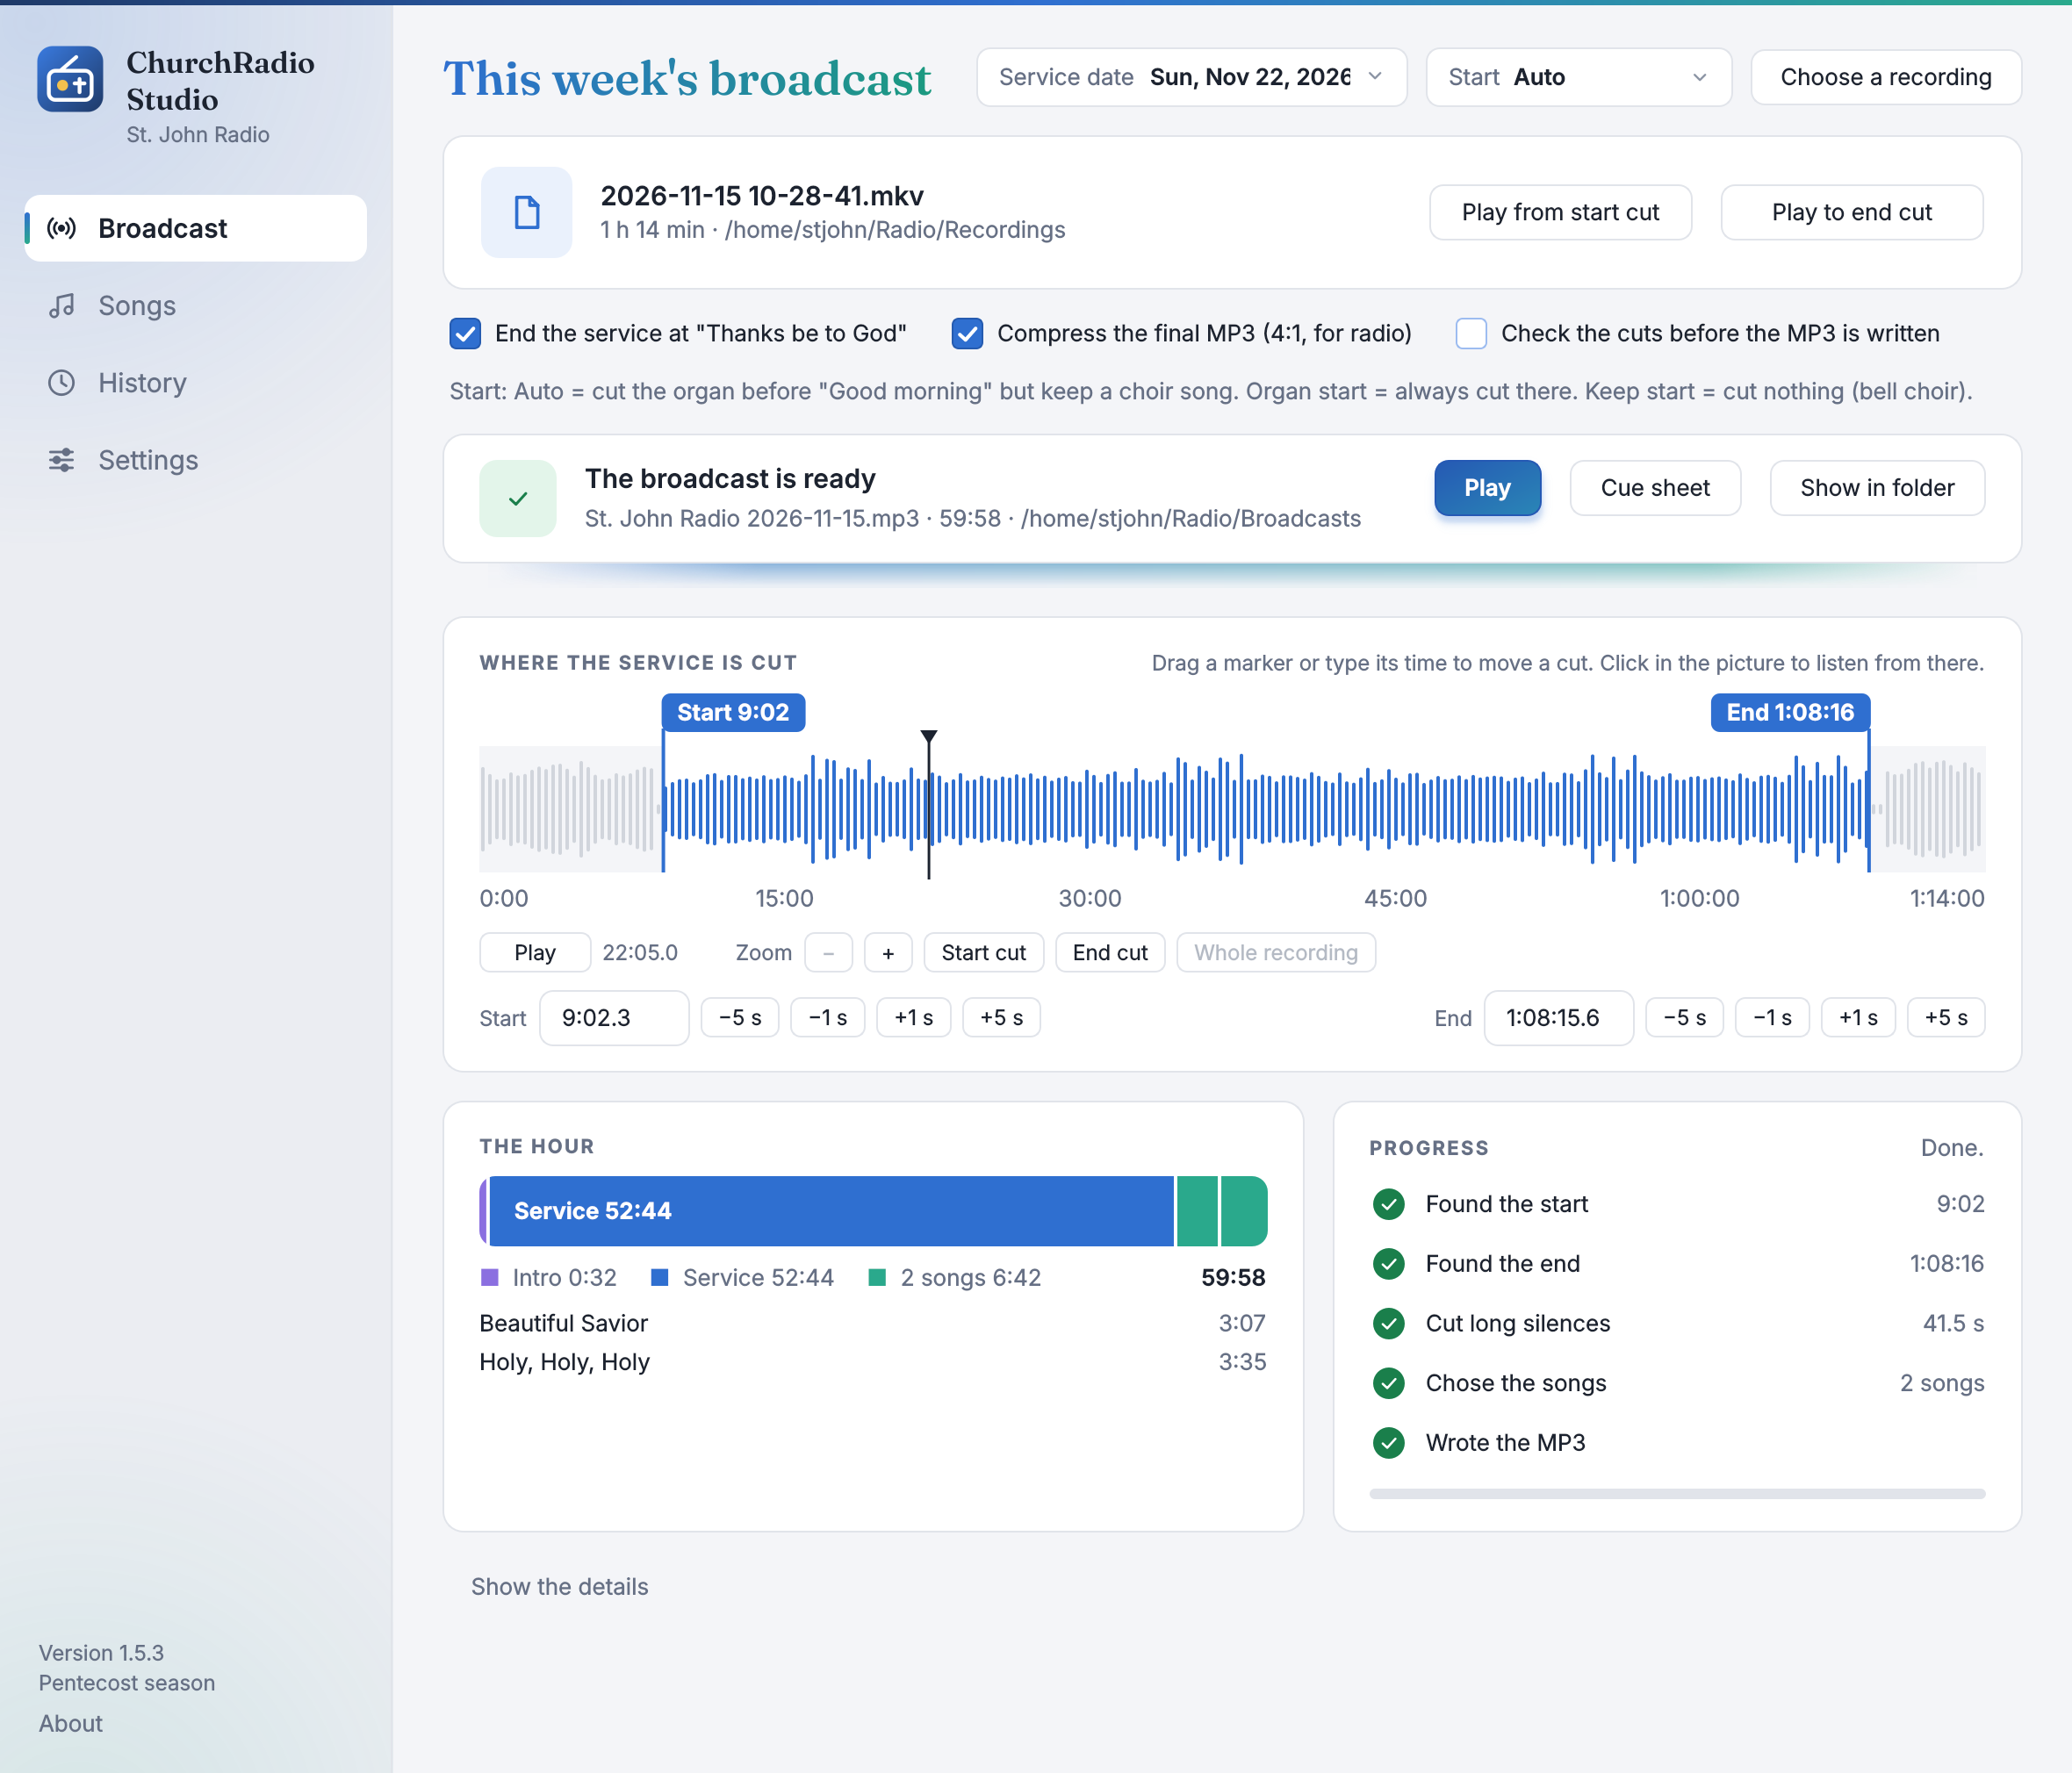 ChurchRadio
Studio
St. John Radio
Broadcast
Songs
History
Settings
Version 1.5.3
Pentecost season
About
This week's broadcast
Service date Sun, Nov 22, 2026
Start Auto
Choose a recording
2026-11-15 10-28-41.mkv
1 h 14 min · /home/stjohn/Radio/Recordings
Play from start cut
Play to end cut
End the service at "Thanks be to God"
Compress the final MP3 (4:1, for radio)
Check the cuts before the MP3 is written
Start: Auto = cut the organ before "Good morning" but keep a choir song. Organ start = always cut there. Keep start = cut nothing (bell choir).
The broadcast is ready
St. John Radio 2026-11-15.mp3 · 59:58 · /home/stjohn/Radio/Broadcasts
Play
Cue sheet
Show in folder
WHERE THE SERVICE IS CUT
Drag a marker or type its time to move a cut. Click in the picture to listen from there.
Start 9:02
End 1:08:16
0:00 15:00 30:00 45:00 1:00:00 1:14:00
Play 22:05.0 Zoom − + Start cut End cut Whole recording
Start 9:02.3 −5 s −1 s +1 s +5 s
End 1:08:15.6 −5 s −1 s +1 s +5 s
THE HOUR
Service 52:44
Intro 0:32 Service 52:44 2 songs 6:42 59:58
Beautiful Savior 3:07
Holy, Holy, Holy 3:35
PROGRESS Done.
Found the start 9:02
Found the end 1:08:16
Cut long silences 41.5 s
Chose the songs 2 songs
Wrote the MP3
Show the details